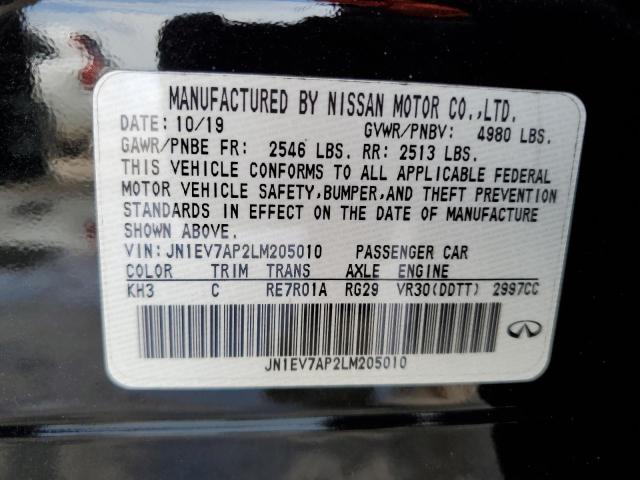 MANUFACTURED BY NISSAN MOTOR CO.,LTD.
DATE: 10/19 GVWR/PNBV: 4980 LBS.
GAWR/PNBE FR: 2546 LBS. RR: 2513 LBS.
THIS VEHICLE CONFORMS TO ALL APPLICABLE FEDERAL
MOTOR VEHICLE SAFETY,BUMPER,AND THEFT PREVENTION
STANDARDS IN EFFECT ON THE DATE OF MANUFACTURE
SHOWN ABOVE.
VIN: JN1EV7AP2LM205010 PASSENGER CAR
COLOR TRIM TRANS AXLE ENGINE
KH3 C RE7R01A RG29 VR30(DDTT) 2997CC
JN1EV7AP2LM205010